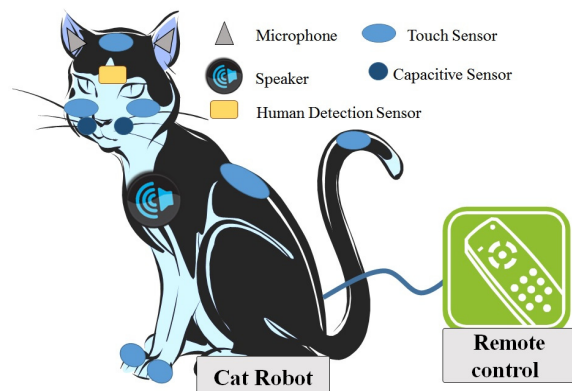 Microphone
Touch Sensor
Speaker
Capacitive Sensor
Human Detection Sensor
Cat Robot
Remote
control